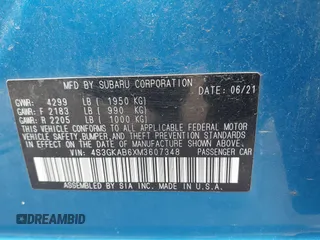 MFD. BY SUBARU CORPORATION DATE: 06/21
GVWR: 4299 LB ( 1950 KG)
GAWR: F 2183 LB ( 990 KG)
GAWR: R 2205 LB ( 1000 KG)
THIS VEHICLE CONFORMS TO ALL APPLICABLE FEDERAL MOTOR
VEHICLE SAFETY, BUMPER, AND THEFT PREVENTION STANDARDS
IN EFFECT ON THE DATE OF MANUFACTURE SHOWN ABOVE.
VIN: 4S3GKAB6XM3607348 PASSENGER CAR
ASSEMBLED BY SIA INC. MADE IN U.S.A.
DREAMBID